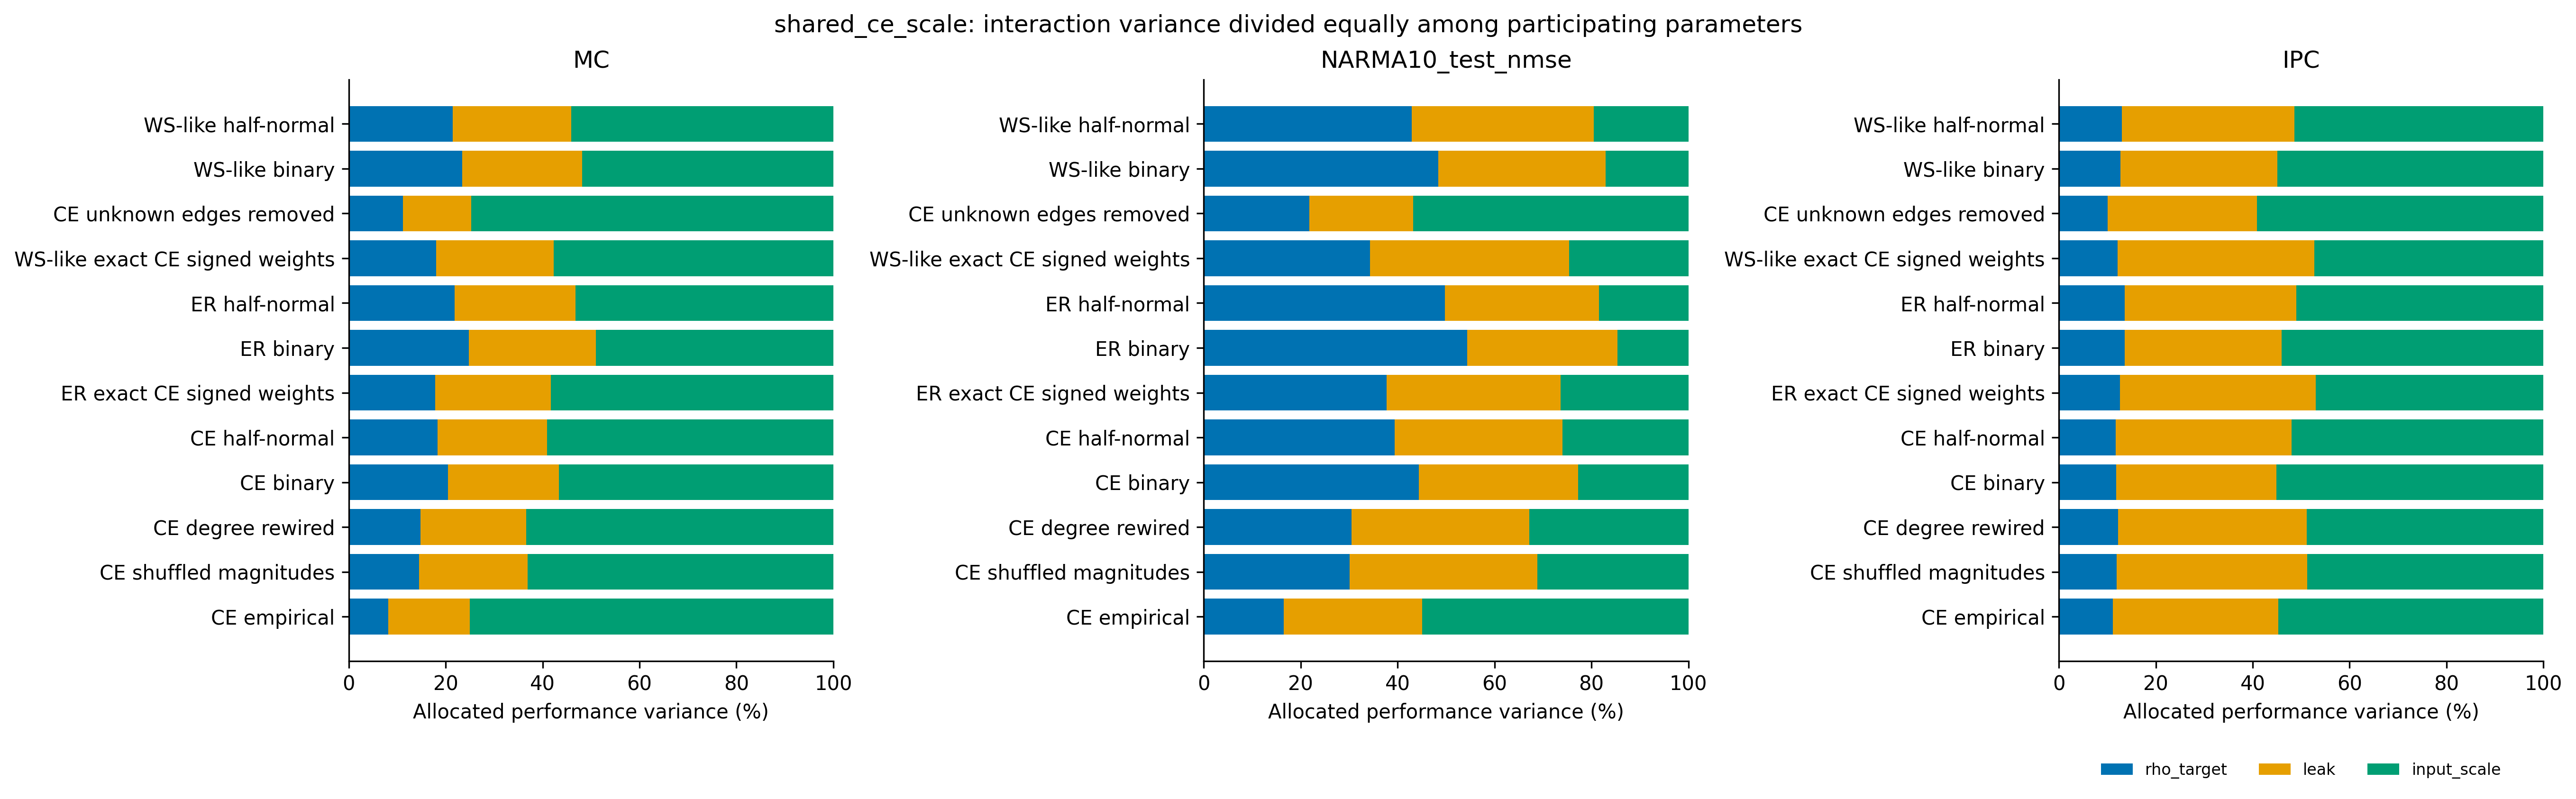 shared_ce_scale: interaction variance divided equally among participating parameters
MC
WS-like half-normal
WS-like binary
CE unknown edges removed
WS-like exact CE signed weights
ER half-normal
ER binary
ER exact CE signed weights
CE half-normal
CE binary
CE degree rewired
CE shuffled magnitudes
CE empirical
0 20 40 60 80 100
Allocated performance variance (%)
NARMA10_test_nmse
WS-like half-normal
WS-like binary
CE unknown edges removed
WS-like exact CE signed weights
ER half-normal
ER binary
ER exact CE signed weights
CE half-normal
CE binary
CE degree rewired
CE shuffled magnitudes
CE empirical
0 20 40 60 80 100
Allocated performance variance (%)
IPC
WS-like half-normal
WS-like binary
CE unknown edges removed
WS-like exact CE signed weights
ER half-normal
ER binary
ER exact CE signed weights
CE half-normal
CE binary
CE degree rewired
CE shuffled magnitudes
CE empirical
0 20 40 60 80 100
Allocated performance variance (%)
rho_target leak input_scale